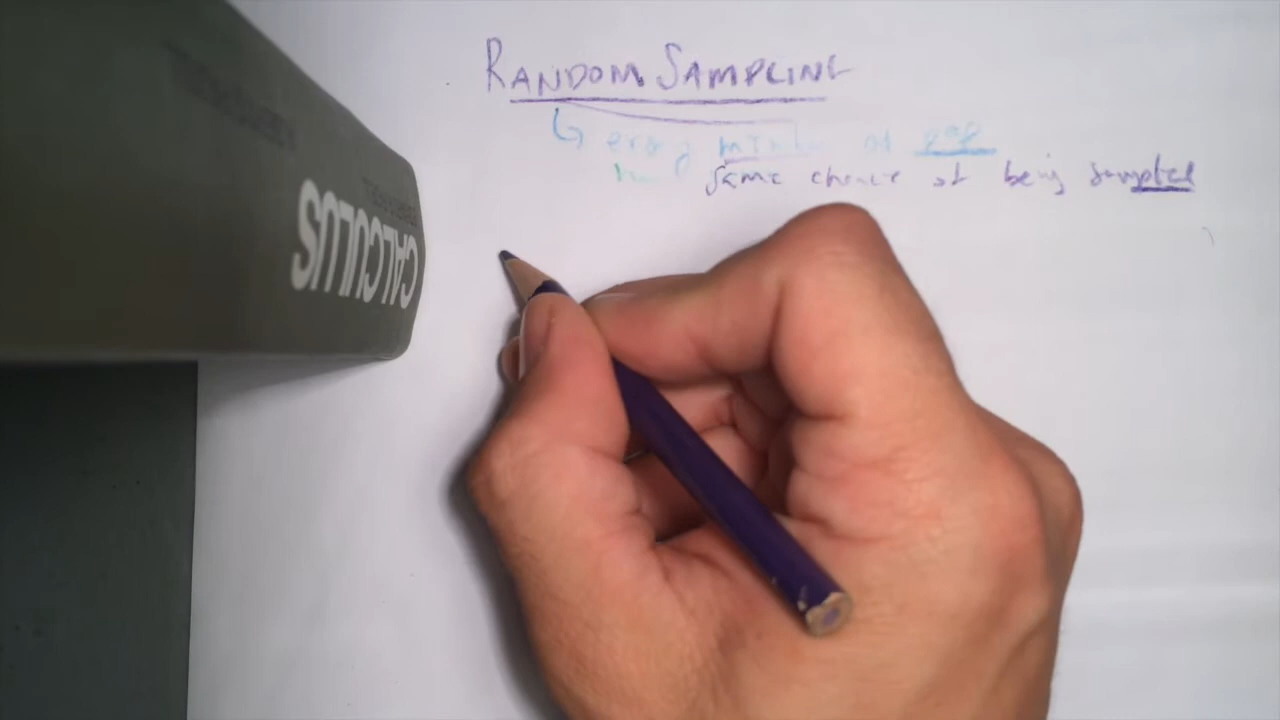 RANDOM SAMPLING
every member of pop
same chance of being sampled
CALCULUS